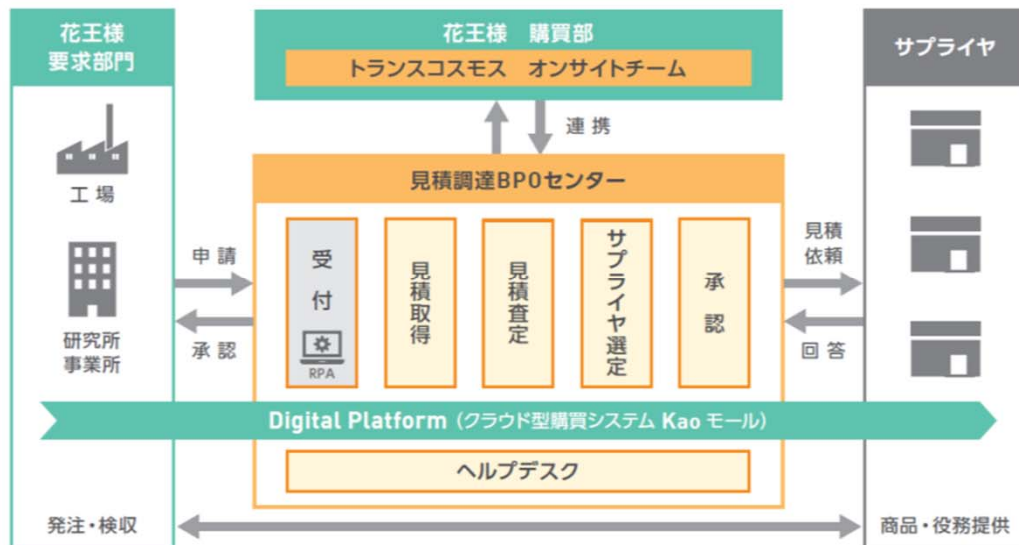 花王様
要求部門
工場
研究所
事業所
発注・検収
花王様 購買部
トランスコスモス オンサイトチーム
連携
申請
承認
見積調達BPOセンター
受付
RPA
見積取得
見積査定
サプライヤ選定
承認
Digital Platform（クラウド型購買システム Kao モール）
ヘルプデスク
見積
依頼
回答
サプライヤ
商品・役務提供